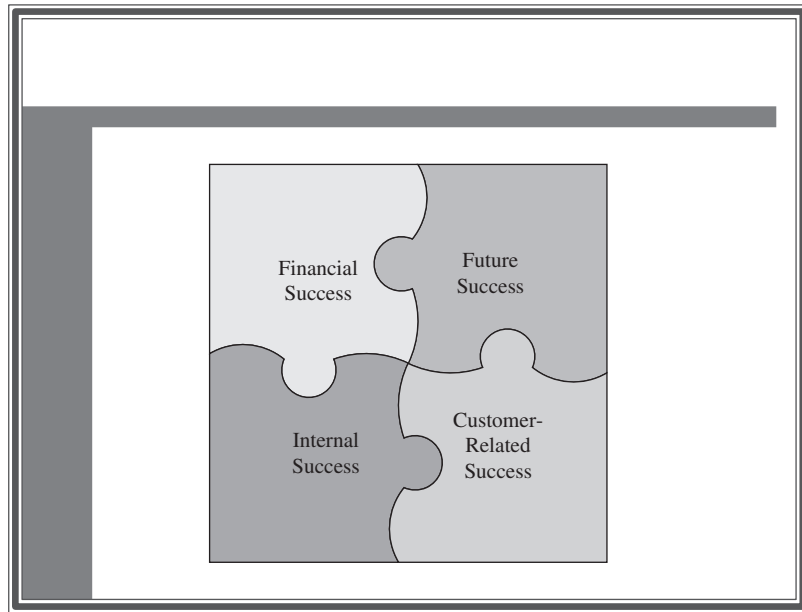 Financial
Success
Future
Success
Internal
Success
Customer-
Related
Success